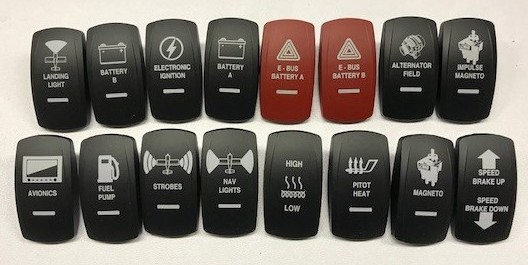 LANDING
LIGHT
BATTERY
B
ELECTRONIC
IGNITION
BATTERY
A
E - BUS
BATTERY A
E - BUS
BATTERY B
ALTERNATOR
FIELD
IMPULSE
MAGNETO
AVIONICS
FUEL
PUMP
STROBES
NAV
LIGHTS
HIGH
LOW
PITOT
HEAT
MAGNETO
SPEED
BRAKE UP
SPEED
BRAKE DOWN